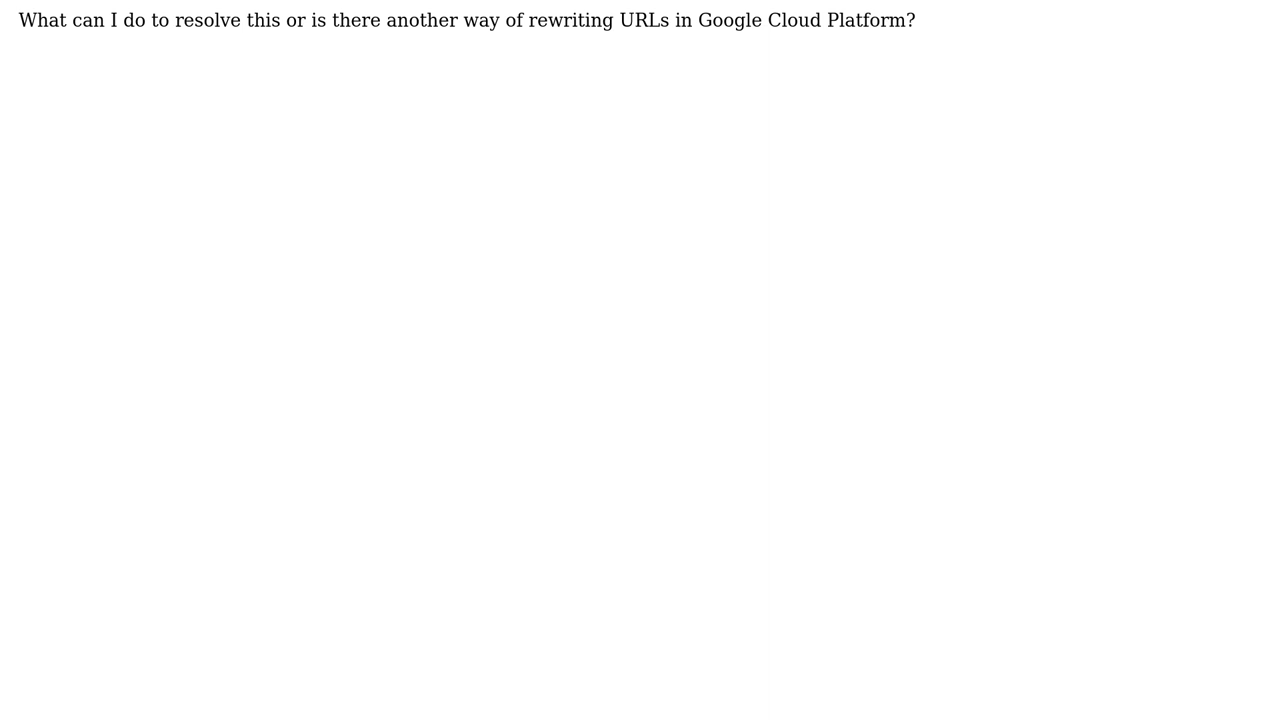 What can I do to resolve this or is there another way of rewriting URLs in Google Cloud Platform?